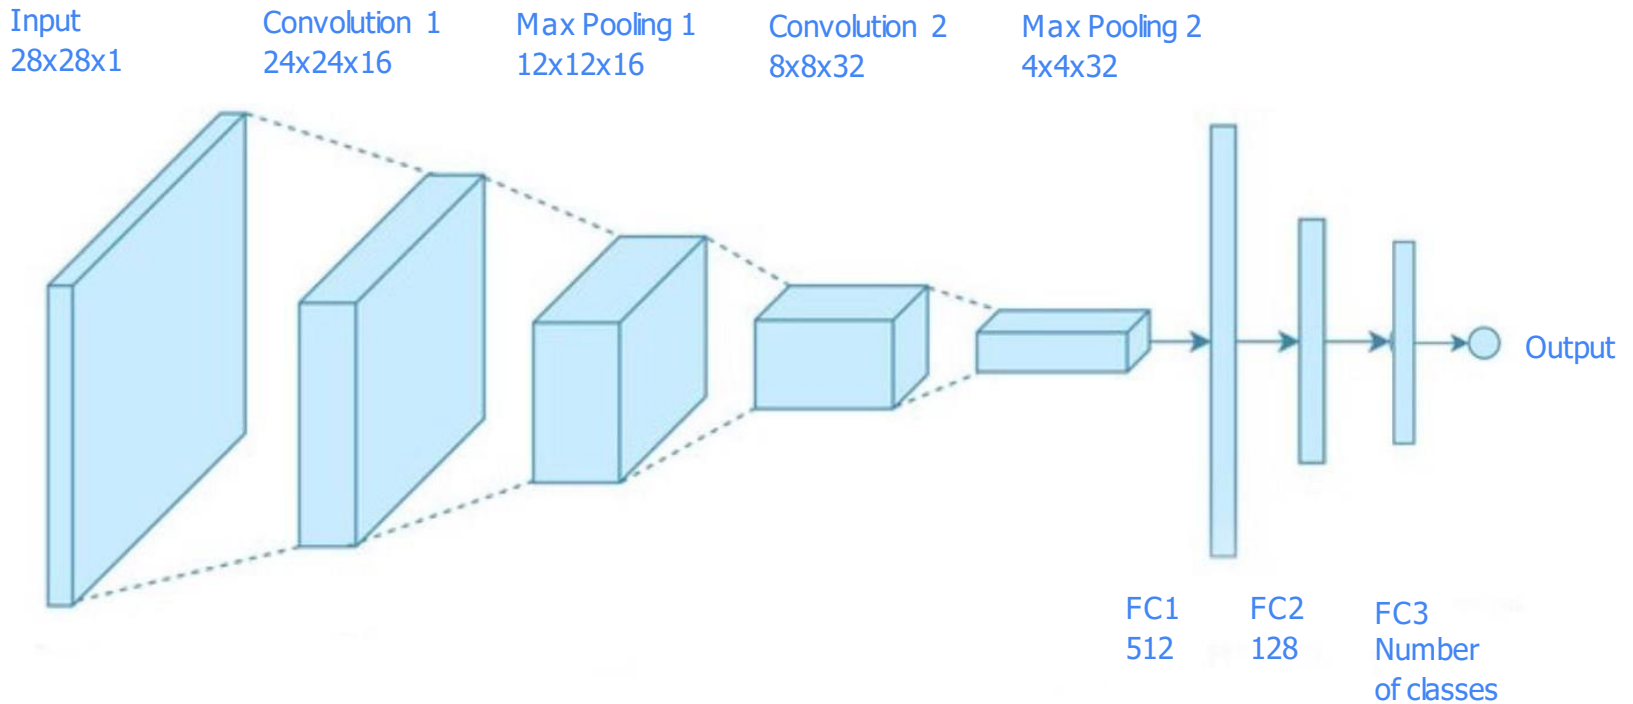 Input
28x28x1
Convolution 1
24x24x16
Max Pooling 1
12x12x16
Convolution 2
8x8x32
Max Pooling 2
4x4x32
Output
FC1
512
FC2
128
FC3
Number
of classes